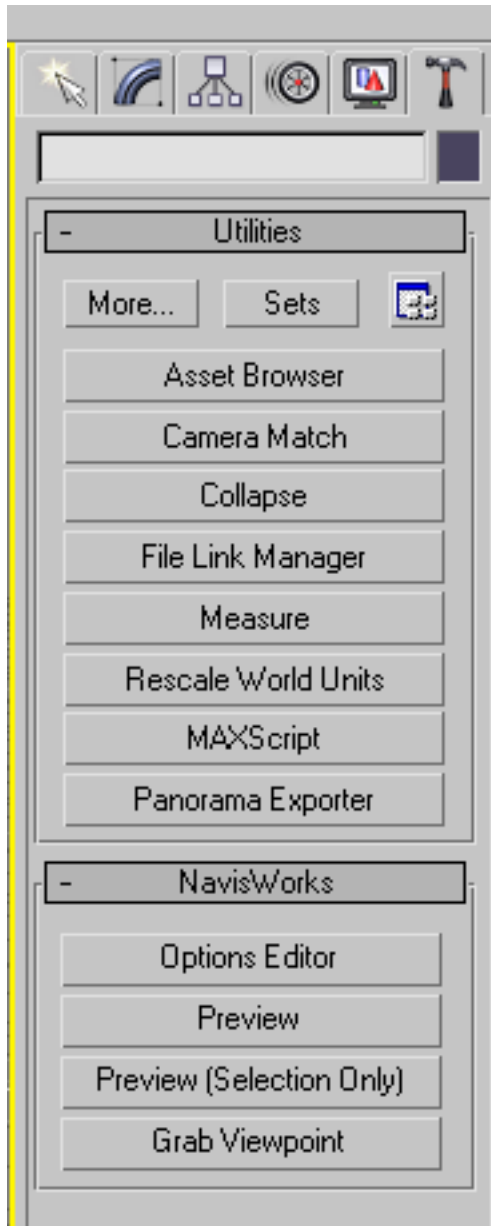 - Utilities
More... Sets
Asset Browser
Camera Match
Collapse
File Link Manager
Measure
Rescale World Units
MAXScript
Panorama Exporter
- NavisWorks
Options Editor
Preview
Preview (Selection Only)
Grab Viewpoint